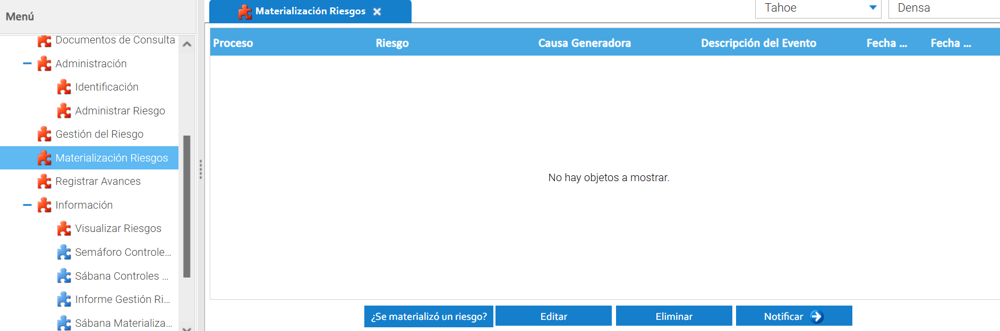 Menú
Documentos de Consulta
Administración
Identificación
Administrar Riesgo
Gestión del Riesgo
Materialización Riesgos
Registrar Avances
Información
Visualizar Riesgos
Semáforo Controle...
Sábana Controles ...
Informe Gestión Ri...
Sábana Materializa...
Materialización Riesgos
Tahoe Densa
Proceso Riesgo Causa Generadora Descripción del Evento Fecha ... Fecha ...
No hay objetos a mostrar.
¿Se materializó un riesgo? Editar Eliminar Notificar